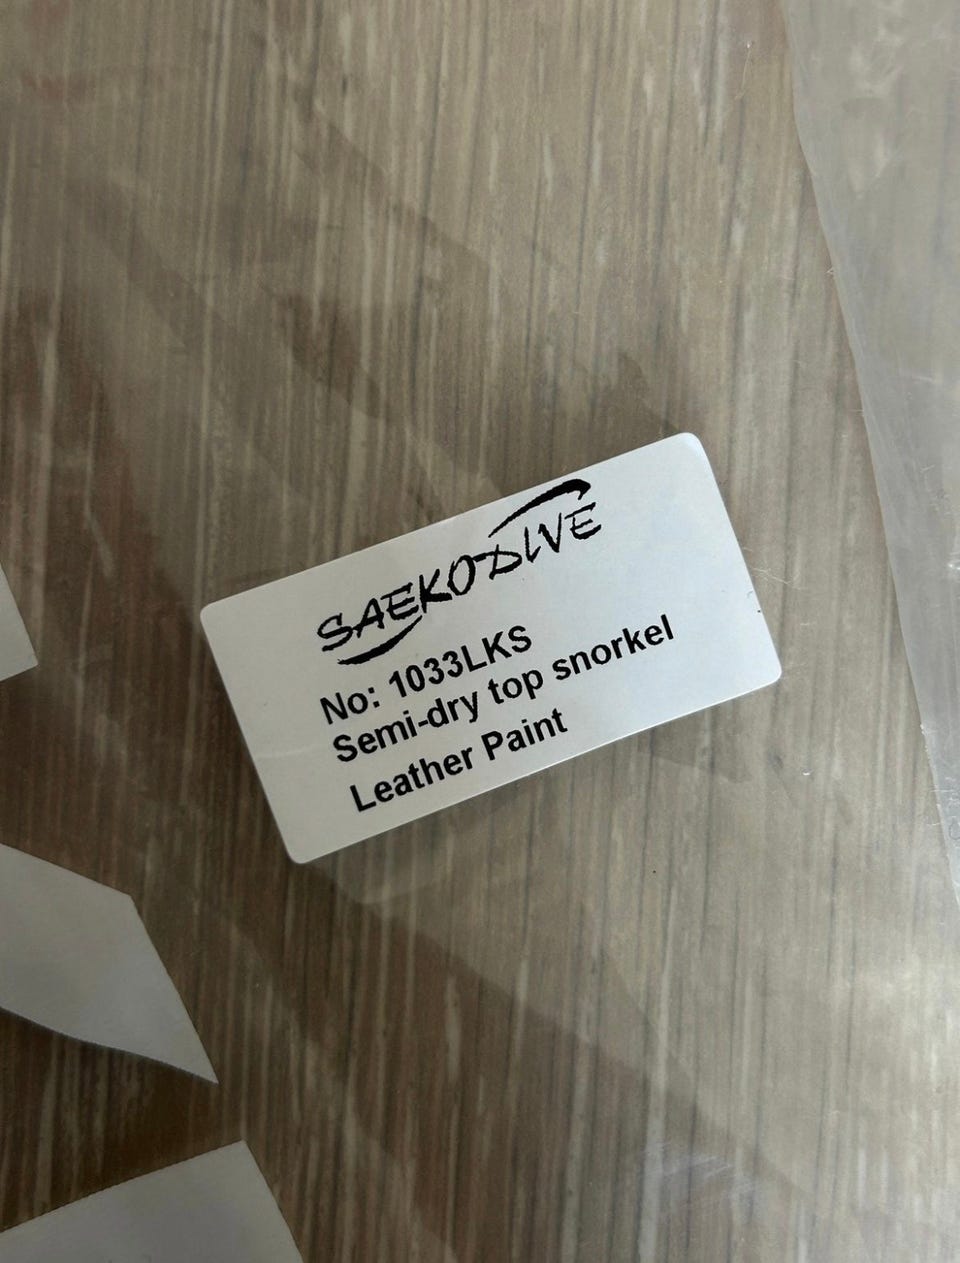 SAEKODIVE
No: 1033LKS
Semi-dry top snorkel
Leather Paint